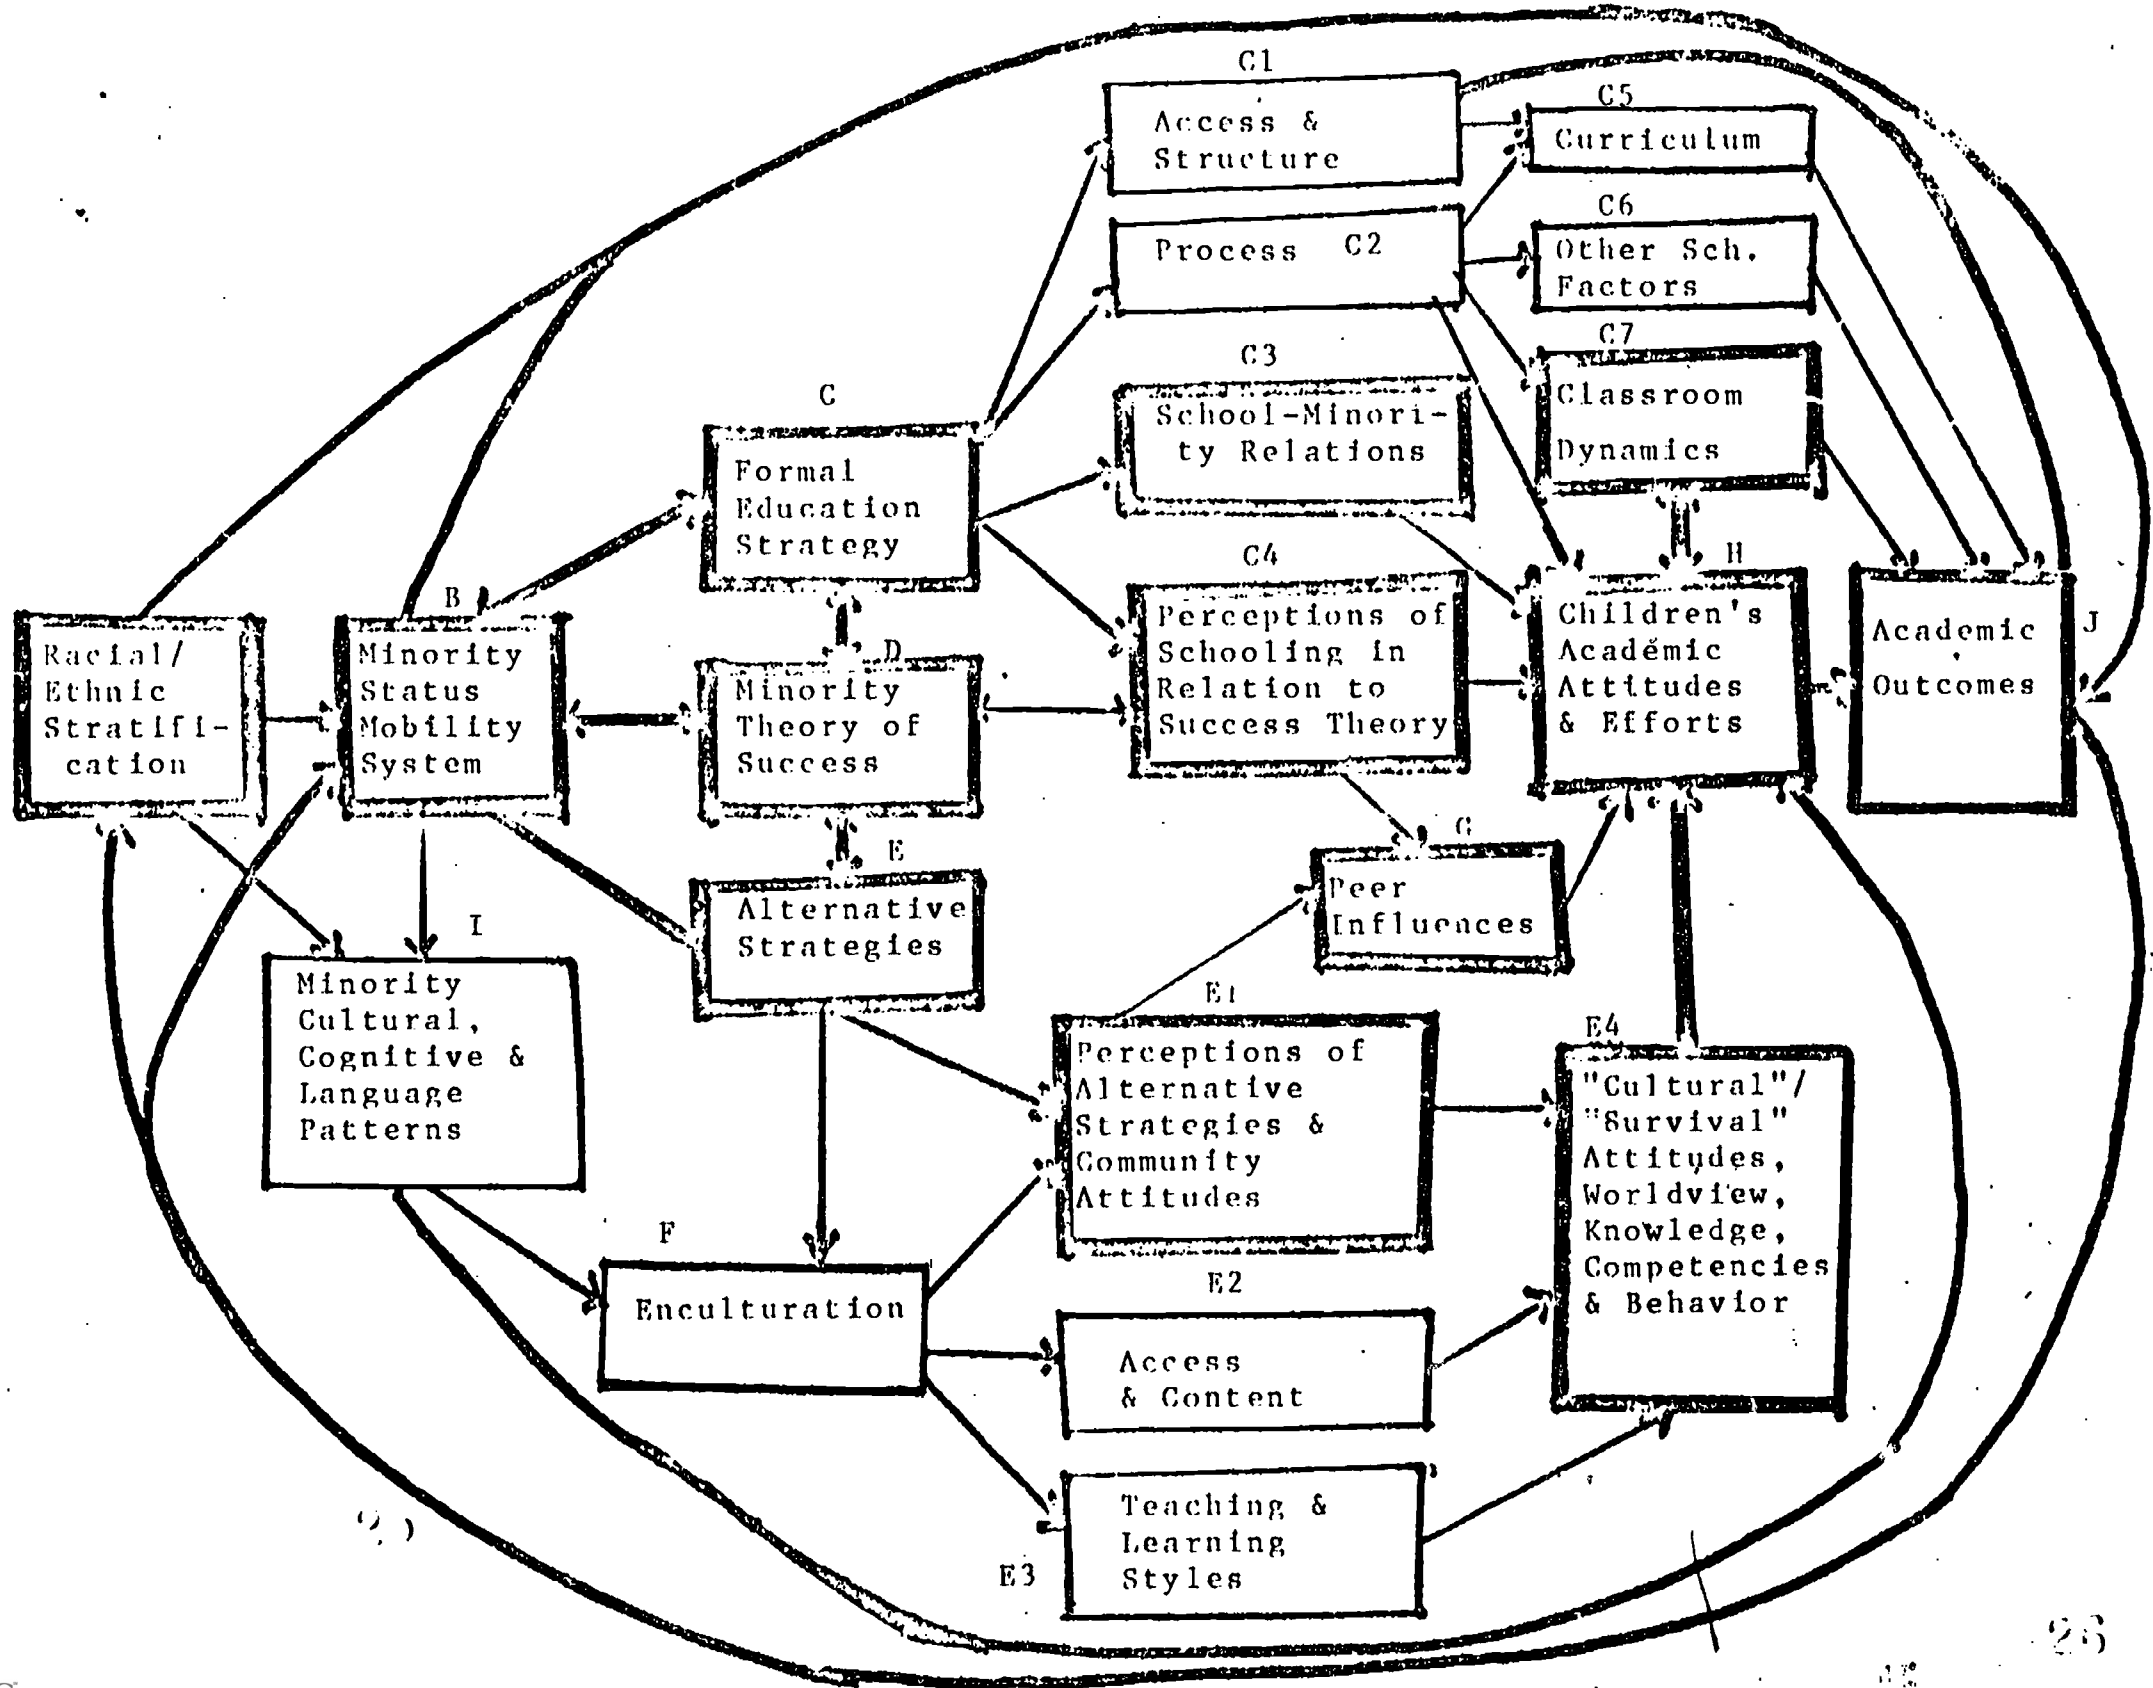 C1
Access &
Structure
C5
Curriculum
Process C2
C6
Other Sch.
Factors
C3
School-Minori-
ty Relations
C7
Classroom
Dynamics
C
Formal
Education
Strategy
C4
Perceptions of
Schooling in
Relation to
Success Theory
H
Children's
Academic
Attitudes
& Efforts
J
Academic
Outcomes
Racial/
Ethnic
Stratifi-
cation
B
Minority
Status
Mobility
System
D
Minority
Theory of
Success
E
Alternative
Strategies
G
Peer
Influences
I
Minority
Cultural,
Cognitive &
Language
Patterns
E1
Perceptions of
Alternative
Strategies &
Community
Attitudes
E4
"Cultural"/
"Survival"
Attitudes,
Worldview,
Knowledge,
Competencies
& Behavior
F
Enculturation
E2
Access
& Content
E3
Teaching &
Learning
Styles
26